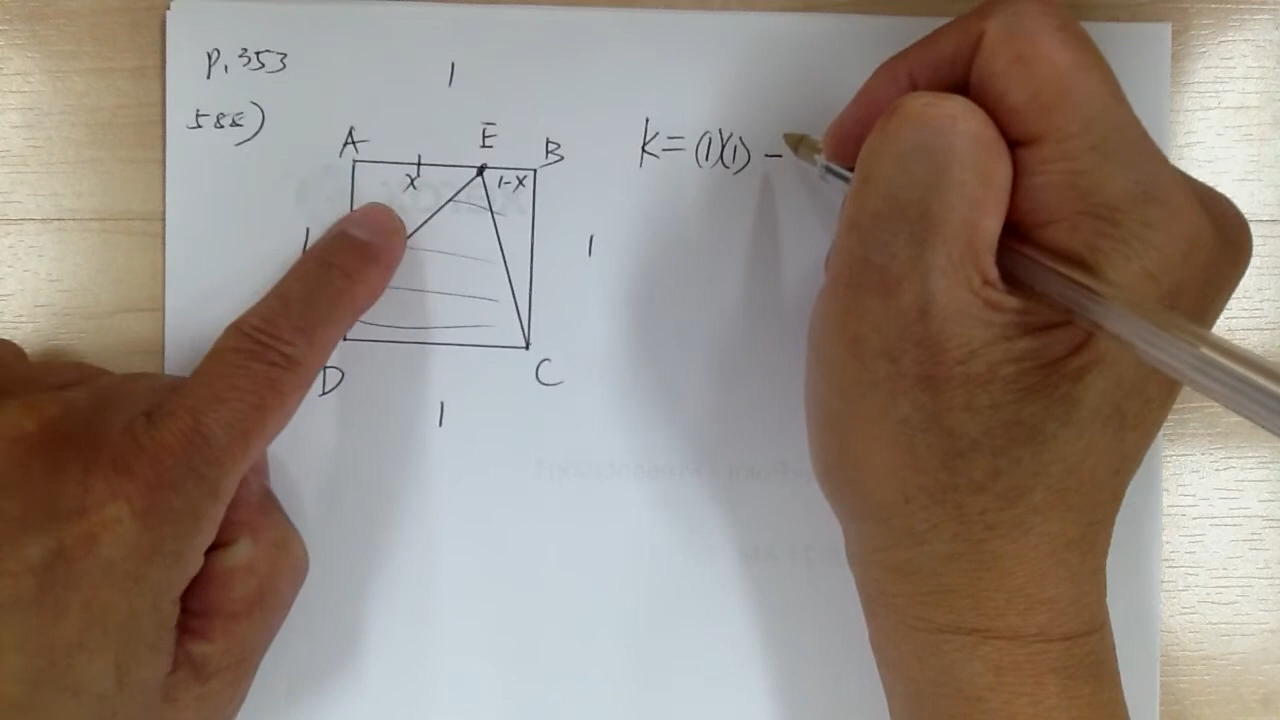 p.353
588)
1
A E B
x 1-x
1
1
D C
1
K = (1)(1) -